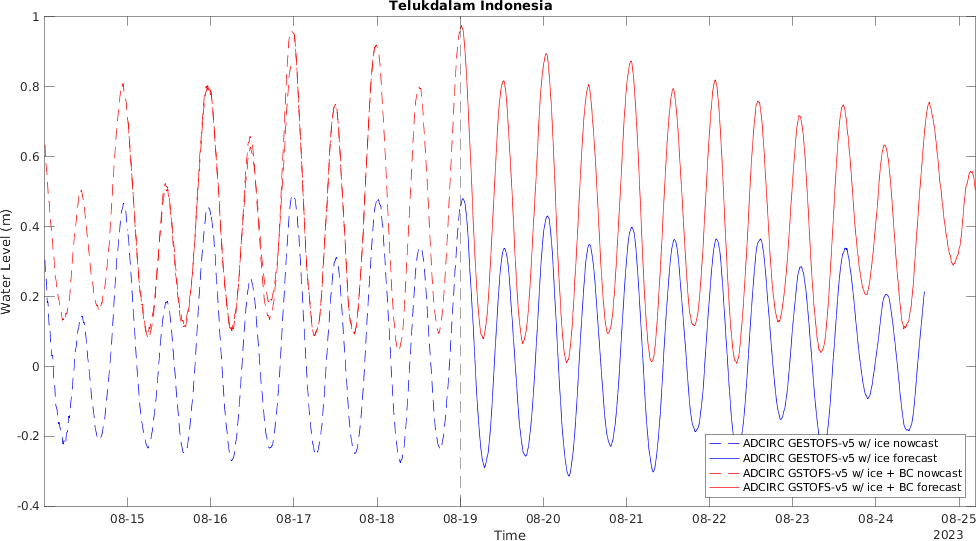 Telukdalam Indonesia
Water Level (m)
1
0.8
0.6
0.4
0.2
0
-0.2
-0.4
ADCIRC GESTOFS-v5 w/ ice nowcast
ADCIRC GESTOFS-v5 w/ ice forecast
ADCIRC GSTOFS-v5 w/ ice + BC nowcast
ADCIRC GSTOFS-v5 w/ ice + BC forecast
08-15 08-16 08-17 08-18 08-19 08-20 08-21 08-22 08-23 08-24 08-25
Time
2023